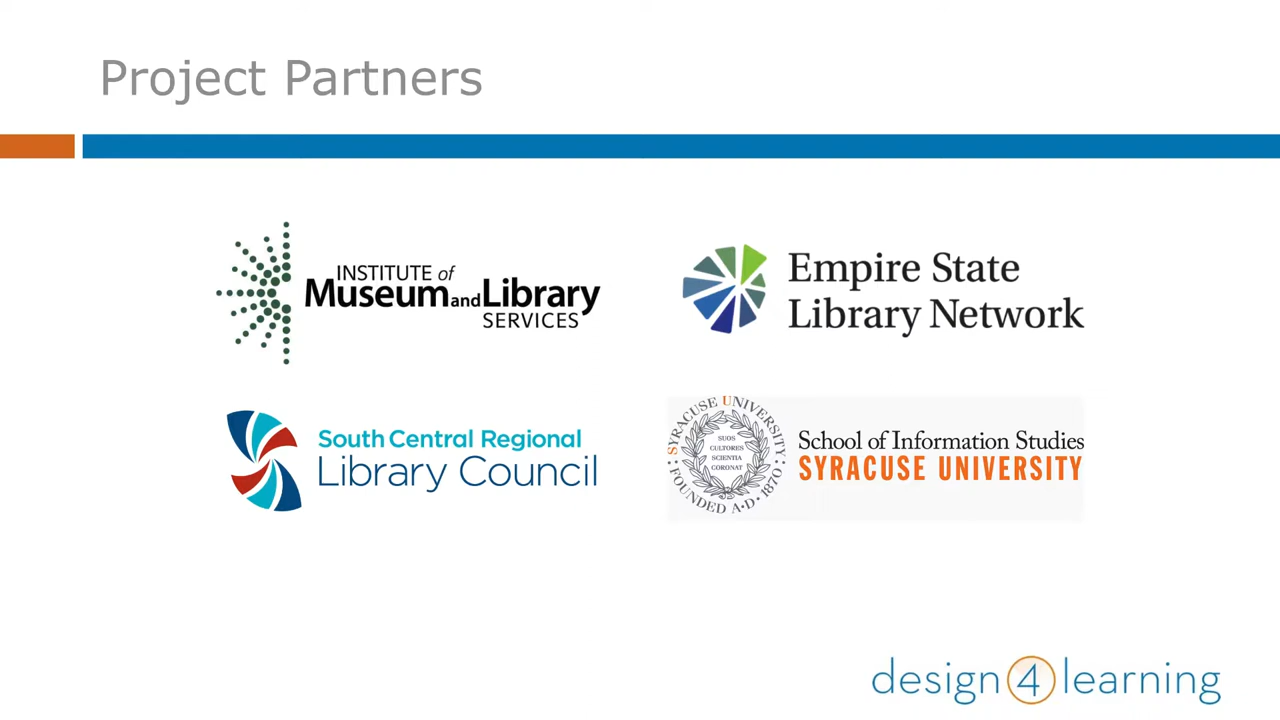 Project Partners
INSTITUTE of
Museum and Library
SERVICES
Empire State
Library Network
South Central Regional
Library Council
SYRACUSE UNIVERSITY
FOUNDED A·D·1870
SUOS
CULTORES
SCIENTIA
CORONAT
School of Information Studies
SYRACUSE UNIVERSITY
design 4 learning